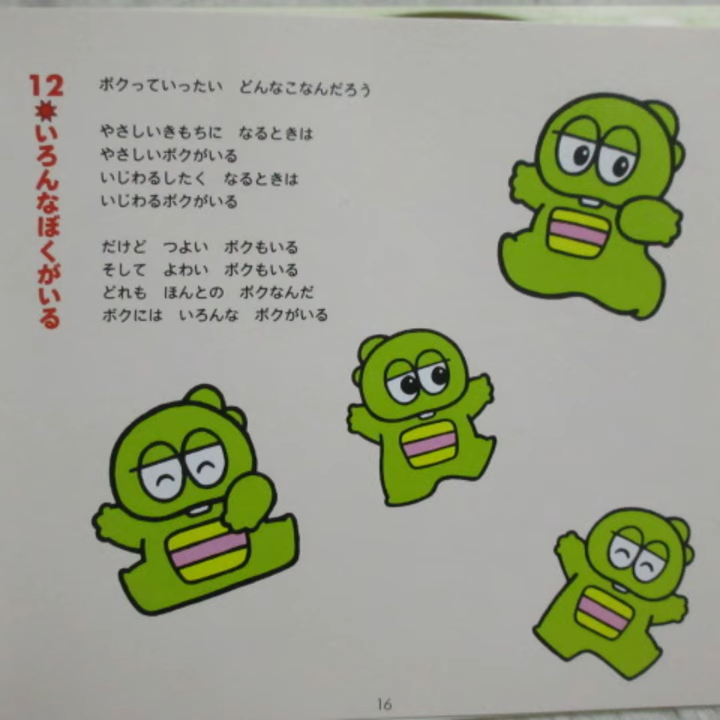 12
いろんなぼくがいる
ボクっていったい どんなこなんだろう
やさしいきもちに なるときは
やさしいボクがいる
いじわるしたく なるときは
いじわるボクがいる
だけど つよい ボクもいる
そして よわい ボクもいる
どれも ほんとの ボクなんだ
ボクには いろんな ボクがいる
16